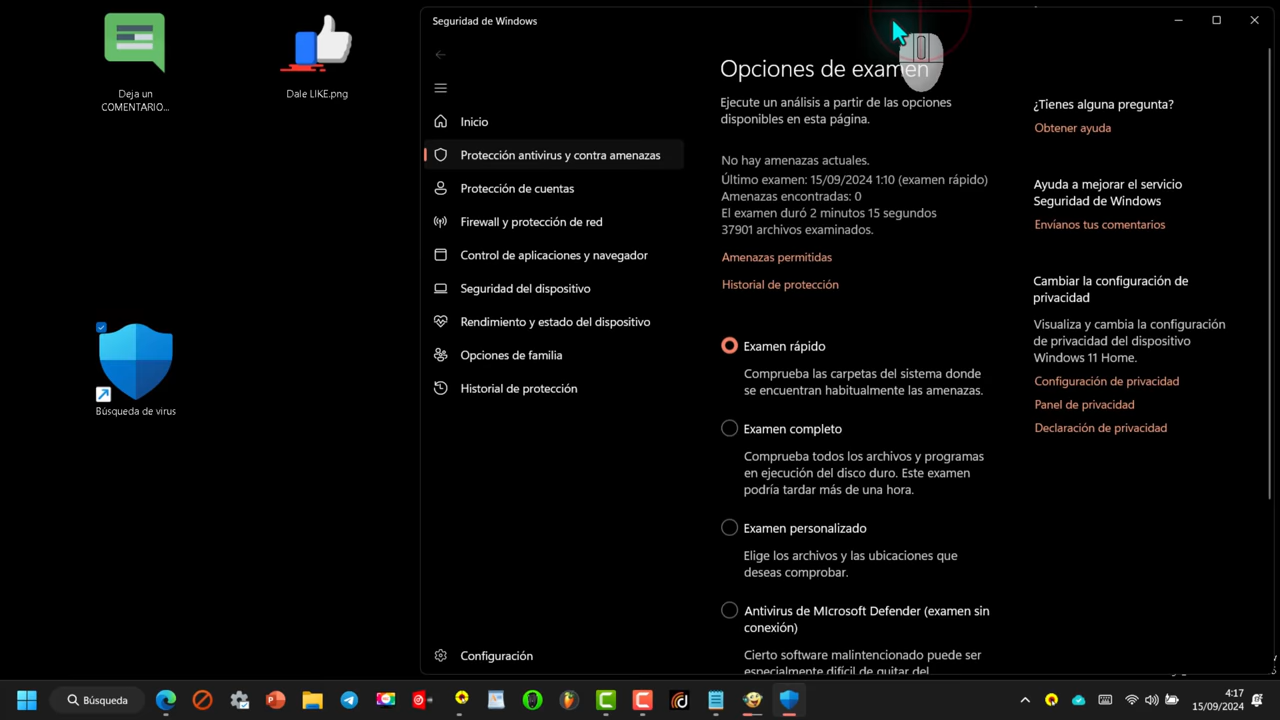 Deja un
COMENTARIO...
Dale LIKE.png
Búsqueda de virus
Seguridad de Windows
Inicio
Protección antivirus y contra amenazas
Protección de cuentas
Firewall y protección de red
Control de aplicaciones y navegador
Seguridad del dispositivo
Rendimiento y estado del dispositivo
Opciones de familia
Historial de protección
Configuración
Opciones de examen
Ejecute un análisis a partir de las opciones
disponibles en esta página.
No hay amenazas actuales.
Último examen: 15/09/2024 1:10 (examen rápido)
Amenazas encontradas: 0
El examen duró 2 minutos 15 segundos
37901 archivos examinados.
Amenazas permitidas
Historial de protección
Examen rápido
Comprueba las carpetas del sistema donde
se encuentran habitualmente las amenazas.
Examen completo
Comprueba todos los archivos y programas
en ejecución del disco duro. Este examen
podría tardar más de una hora.
Examen personalizado
Elige los archivos y las ubicaciones que
deseas comprobar.
Antivirus de MIcrosoft Defender (examen sin
conexión)
Cierto software malintencionado puede ser
especialmente difícil de quitar del
¿Tienes alguna pregunta?
Obtener ayuda
Ayuda a mejorar el servicio
Seguridad de Windows
Envíanos tus comentarios
Cambiar la configuración de
privacidad
Visualiza y cambia la configuración
de privacidad del dispositivo
Windows 11 Home.
Configuración de privacidad
Panel de privacidad
Declaración de privacidad
Búsqueda
4:17
15/09/2024